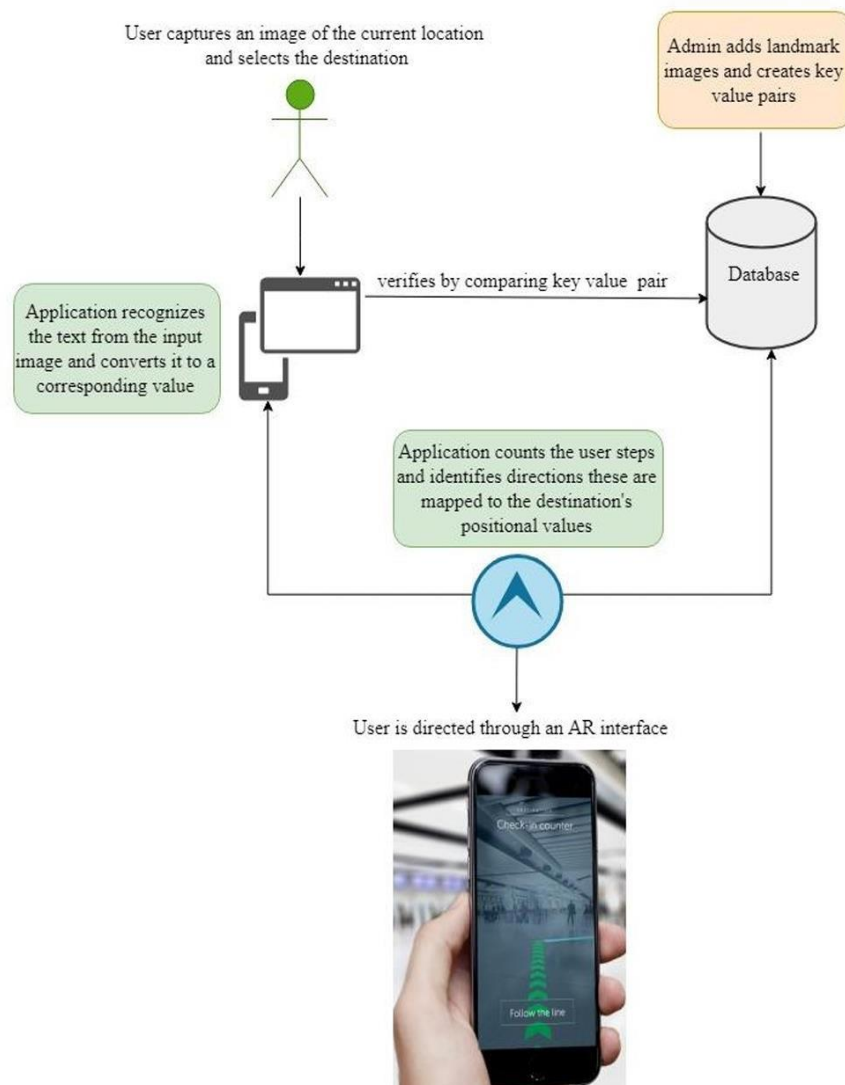 User captures an image of the current location
and selects the destination
Admin adds landmark
images and creates key
value pairs
Database
verifies by comparing key value pair
Application recognizes
the text from the input
image and converts it to a
corresponding value
Application counts the user steps
and identifies directions these are
mapped to the destination's
positional values
User is directed through an AR interface
Check-in counter
Follow the line